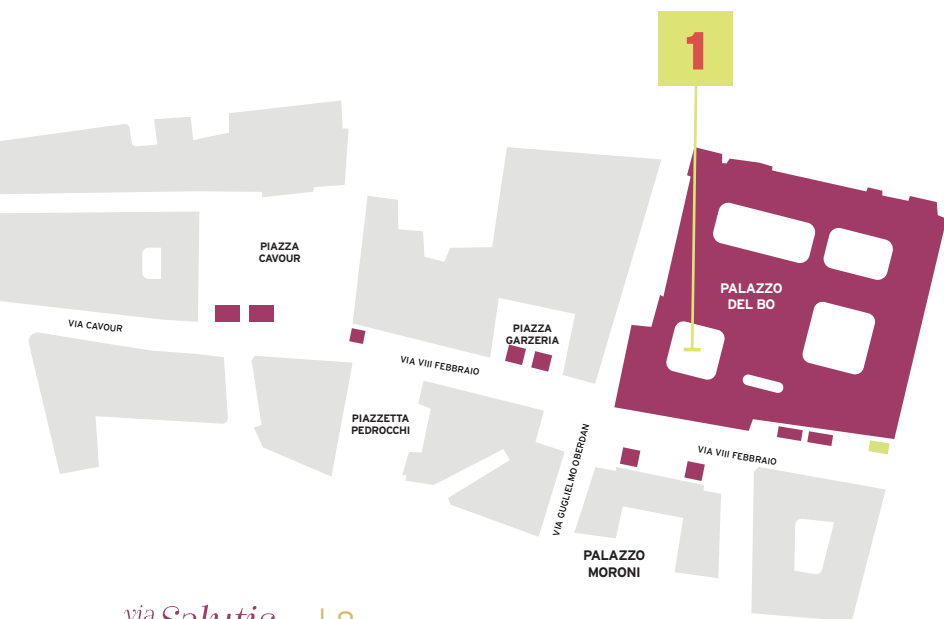 1
PIAZZA
CAVOUR
PALAZZO
DEL BO
VIA CAVOUR
PIAZZA
GARZERIA
VIA VIII FEBBRAIO
PIAZZETTA
PEDROCCHI
VIA GUGLIELMO OBERDAN
VIA VIII FEBBRAIO
PALAZZO
MORONI
via Salutis